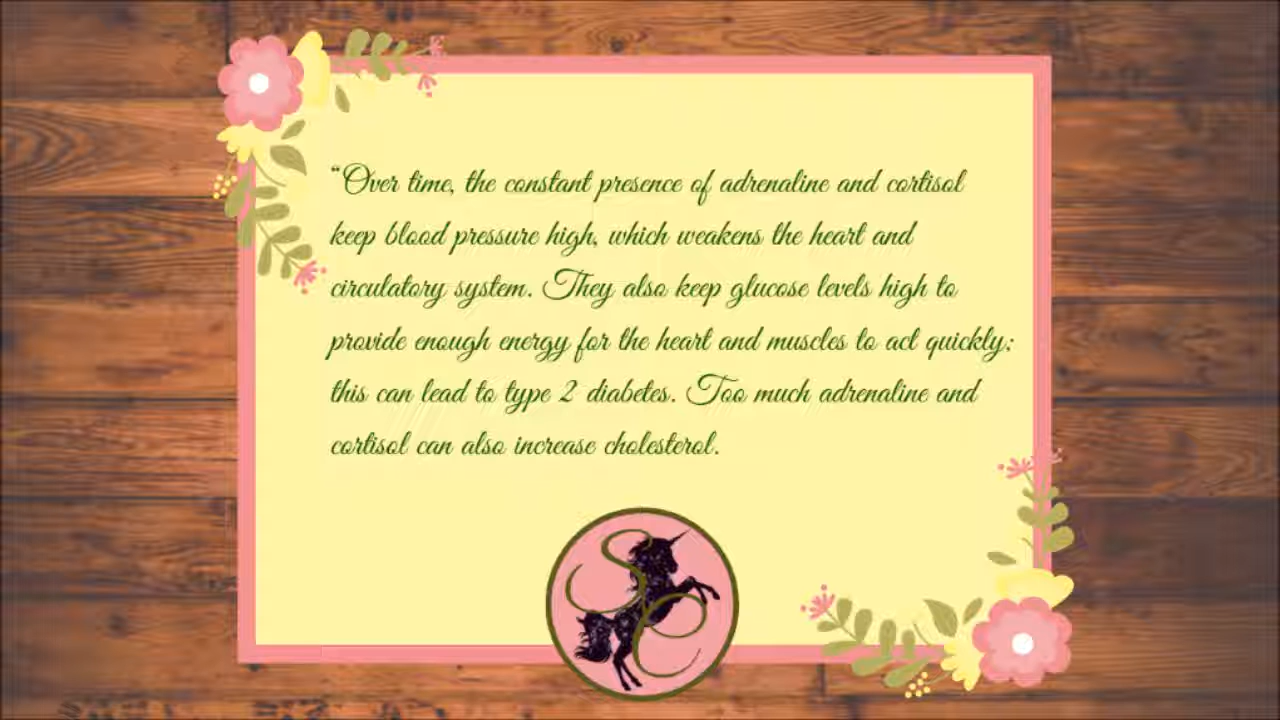 “Over time, the constant presence of adrenaline and cortisol
keep blood pressure high, which weakens the heart and
circulatory system. They also keep glucose levels high to
provide enough energy for the heart and muscles to act quickly;
this can lead to type 2 diabetes. Too much adrenaline and
cortisol can also increase cholesterol.
SC